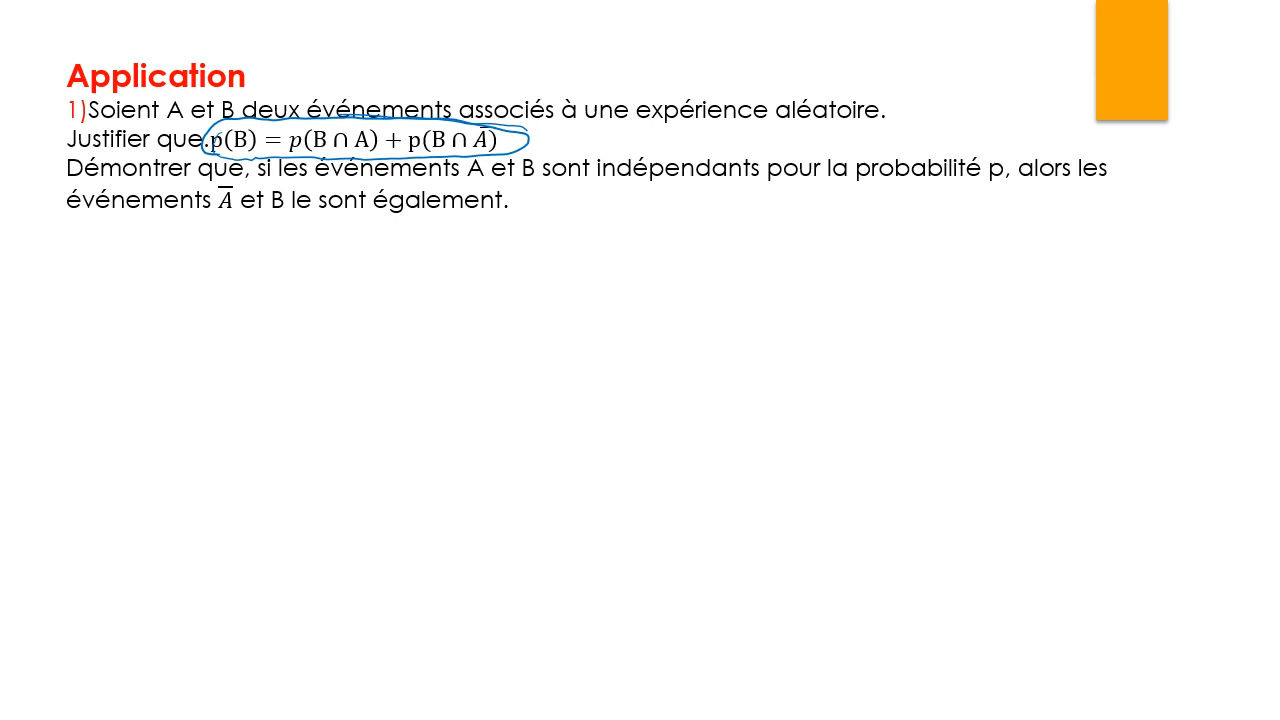 Application
1)Soient A et B deux événements associés à une expérience aléatoire.
Justifier que.p(B) = p(B ∩ A) + p(B ∩ A̅)
Démontrer que, si les événements A et B sont indépendants pour la probabilité p, alors les
événements A̅ et B le sont également.